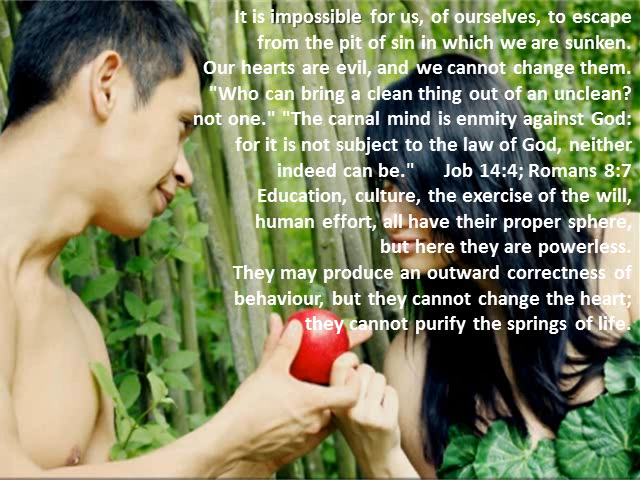 It is impossible for us, of ourselves, to escape
from the pit of sin in which we are sunken.
Our hearts are evil, and we cannot change them.
"Who can bring a clean thing out of an unclean?
not one." "The carnal mind is enmity against God:
for it is not subject to the law of God, neither
indeed can be." Job 14:4; Romans 8:7
Education, culture, the exercise of the will,
human effort, all have their proper sphere,
but here they are powerless.
They may produce an outward correctness of
behaviour, but they cannot change the heart;
they cannot purify the springs of life.